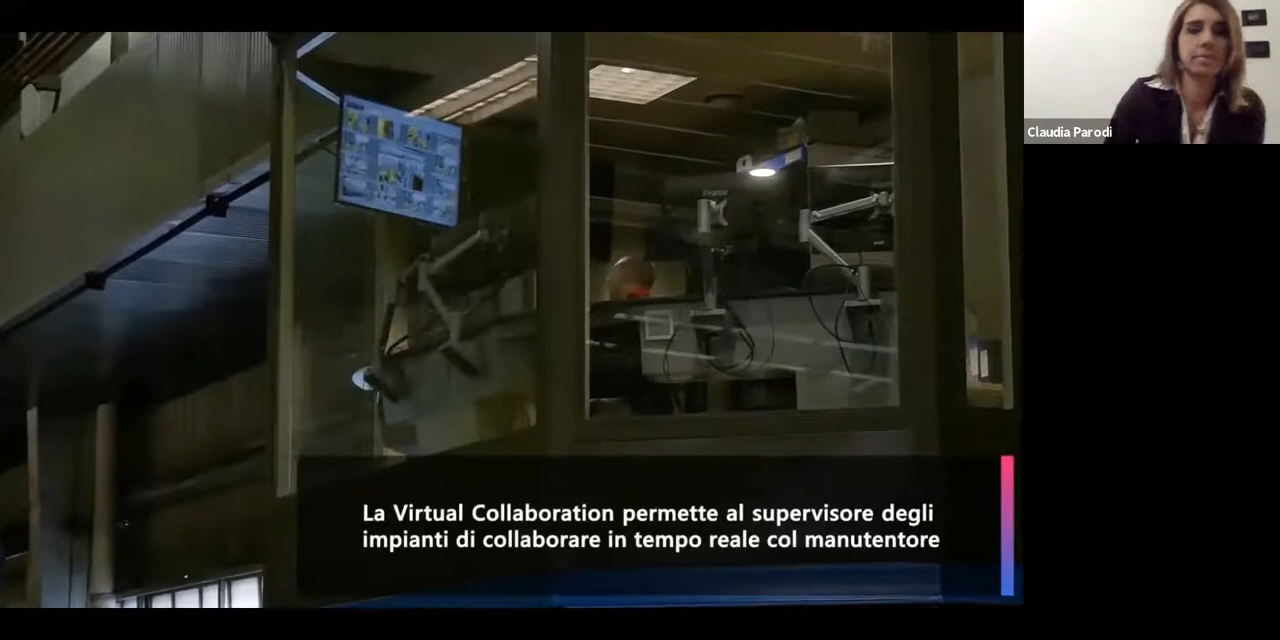 Claudia Parodi
La Virtual Collaboration permette al supervisore degli
impianti di collaborare in tempo reale col manutentore